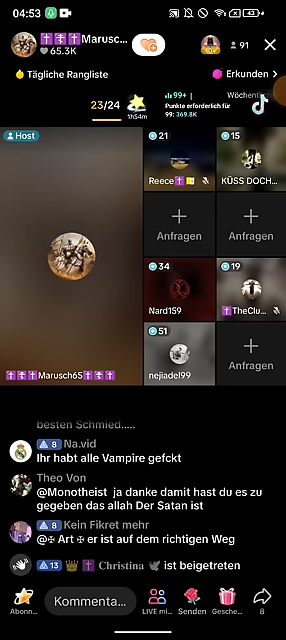 04:53
43
✝️☦️✝️Marusc...
65.3K
91
Tägliche Rangliste
Erkunden >
23/24
1h54m
99+ |
Wöchentl
Punkte erforderlich für
99: 369.8K
Host
21
15
Reece✝️
KÜSS DOCH...
Anfragen
Anfragen
34
19
Nard159
✝️TheClu...
✝️✝️✝️Marusch65✝️✝️✝️
51
nejiadel99
Anfragen
besten Schmied.....
8 Na.vid
Ihr habt alle Vampire gefckt
Theo Von
@Monotheist ja danke damit hast du es zu
gegeben das allah Der Satan ist
8 Kein Fikret mehr
@✠ Art ✠ er ist auf dem richtigen Weg
13 👑 ✝️ Christina 🕊 ist beigetreten
Kommenta...
Abonn...
LIVE mi...
Senden
Gesche...
8